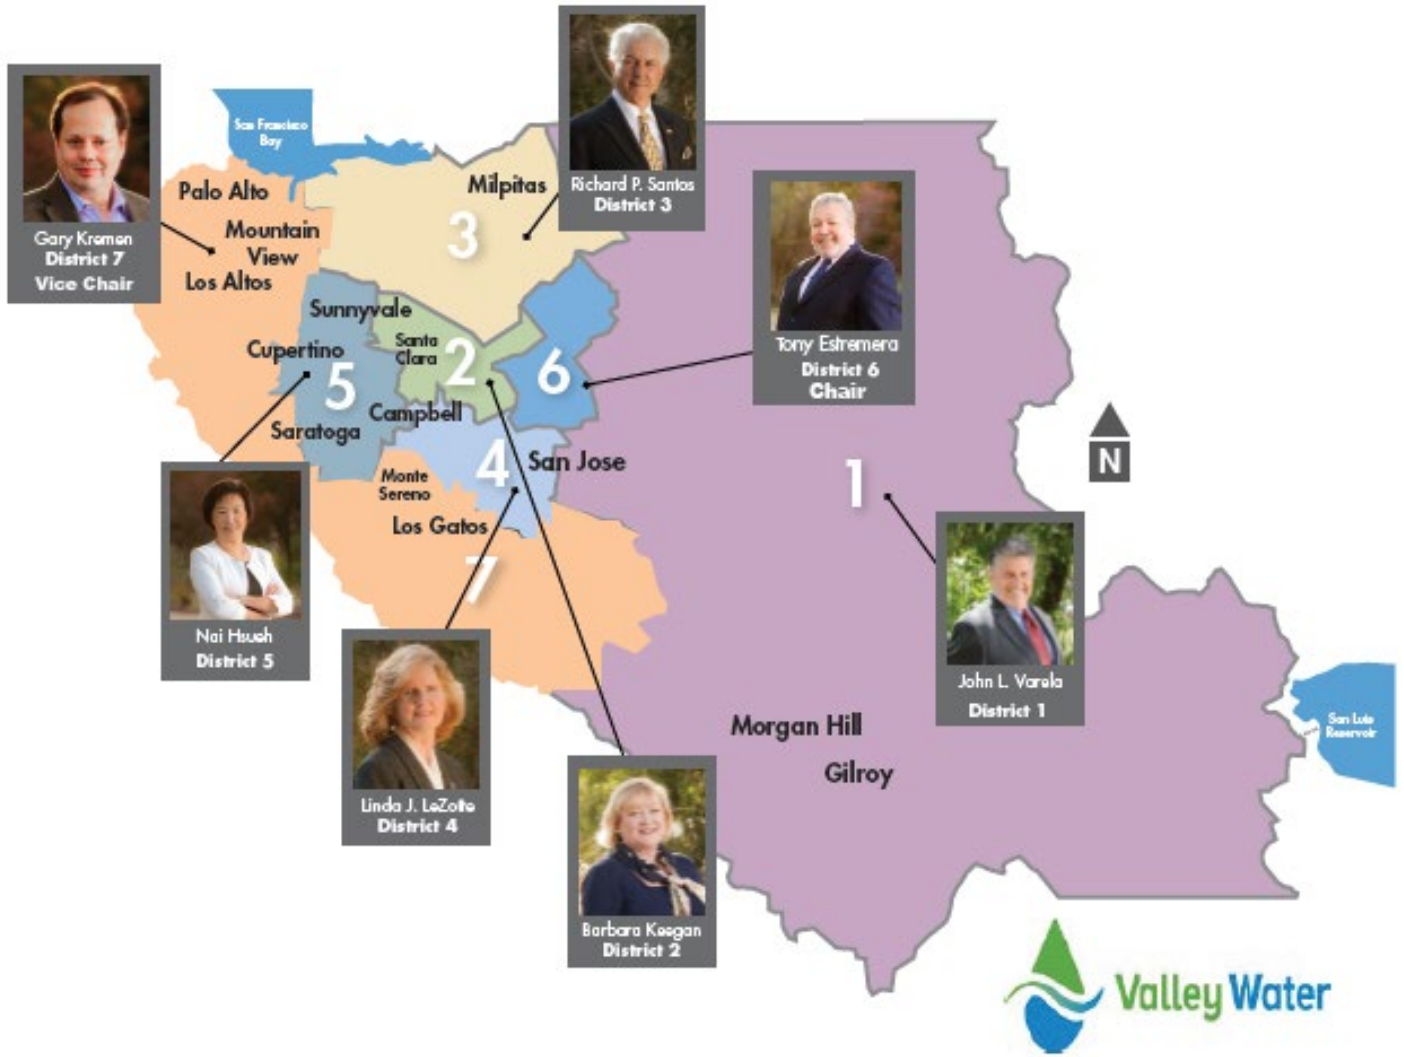 San Francisco
Bay
Palo Alto
Mountain
View
Los Altos
Gary Kremen
District 7
Vice Chair
Milpitas
3
Richard P. Santos
District 3
Tony Estremera
District 6
Chair
Sunnyvale
Santa
Clara
2
6
Cupertino
5
Campbell
Saratoga
4
San Jose
Monte
Sereno
Los Gatos
7
1
N
Nai Hsueh
District 5
John L. Varela
District 1
Linda J. LeZotte
District 4
Morgan Hill
Gilroy
San Luis
Reservoir
Barbara Keegan
District 2
Valley Water